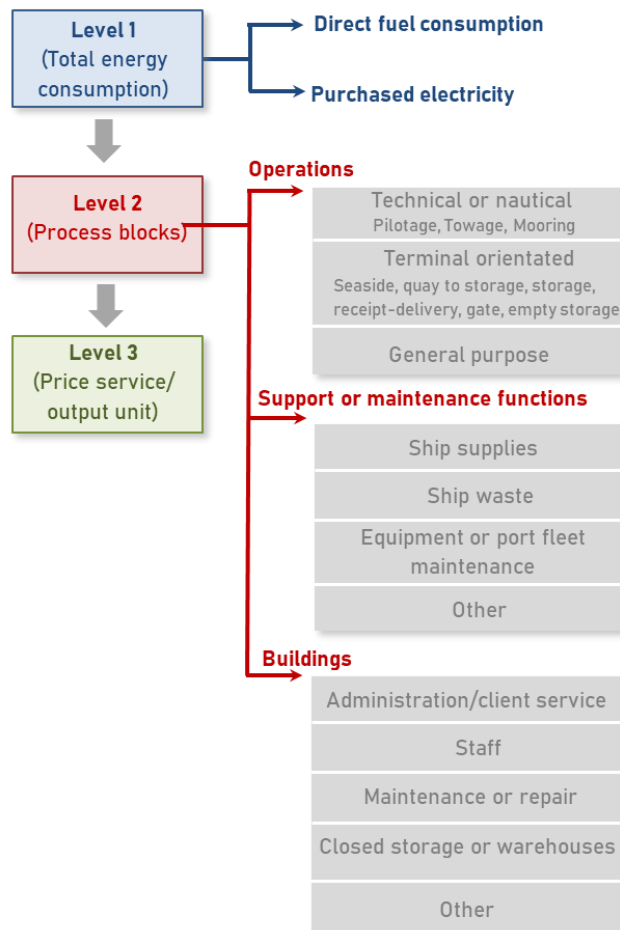 Level 1
(Total energy
consumption)
Direct fuel consumption
Purchased electricity
Level 2
(Process blocks)
Level 3
(Price service/
output unit)
Operations
Technical or nautical
Pilotage, Towage, Mooring
Terminal orientated
Seaside, quay to storage, storage,
receipt-delivery, gate, empty storage
General purpose
Support or maintenance functions
Ship supplies
Ship waste
Equipment or port fleet
maintenance
Other
Buildings
Administration/client service
Staff
Maintenance or repair
Closed storage or warehouses
Other